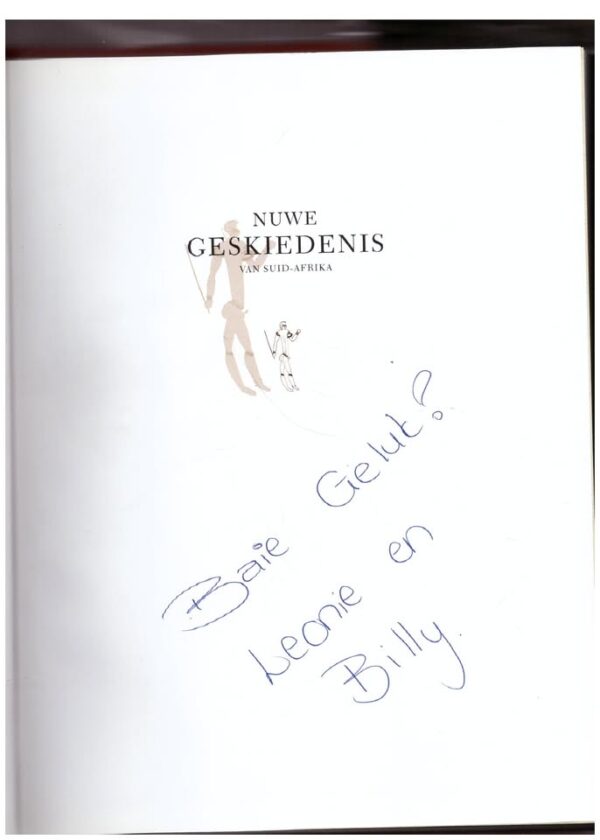 NUWE
GESKIEDENIS
VAN SUID-AFRIKA
Baie Geluk?
Leonie en
Billy.